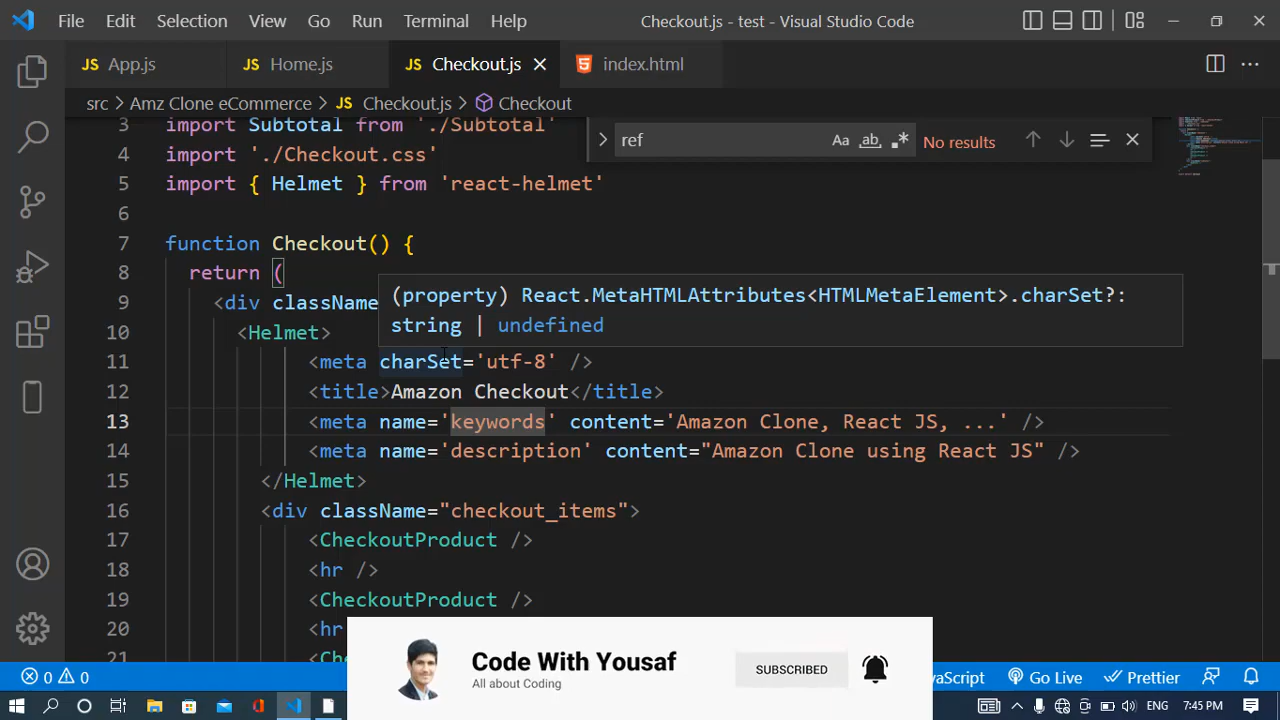 File Edit Selection View Go Run Terminal Help Checkout.js - test - Visual Studio Code
JS App.js JS Home.js JS Checkout.js index.html
src Amz Clone eCommerce JS Checkout.js Checkout
ref Aa ab No results
3 import Subtotal from './Subtotal'
4 import './Checkout.css'
5 import { Helmet } from 'react-helmet'
6
7 function Checkout() {
8 return (
(property) React.MetaHTMLAttributes<HTMLMetaElement>.charSet?:
string | undefined
9 <div className
10 <Helmet>
11 <meta charSet='utf-8' />
12 <title>Amazon Checkout</title>
13 <meta name='keywords' content='Amazon Clone, React JS, ...' />
14 <meta name='description' content="Amazon Clone using React JS" />
15 </Helmet>
16 <div className="checkout_items">
17 <CheckoutProduct />
18 <hr />
19 <CheckoutProduct />
20 <hr
21
Code With Yousaf
All about Coding
SUBSCRIBED
0 0 Script Go Live Prettier
ENG 7:45 PM